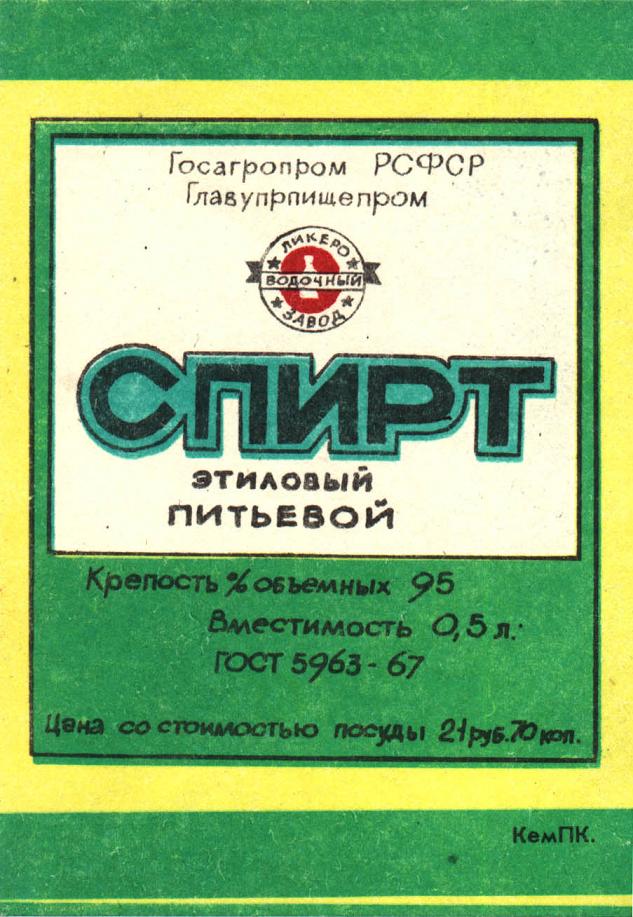 Госагропром РСФСР
Главупрпищепром
ЛИКЕРО
ВОДОЧНЫЙ
ЗАВОД
СПИРТ
ЭТИЛОВЫЙ
ПИТЬЕВОЙ
Крепость % объемных 95
Вместимость 0,5 л.
ГОСТ 5963-67
Цена со стоимостью посуды 21 руб. 70 коп.
КемПК.